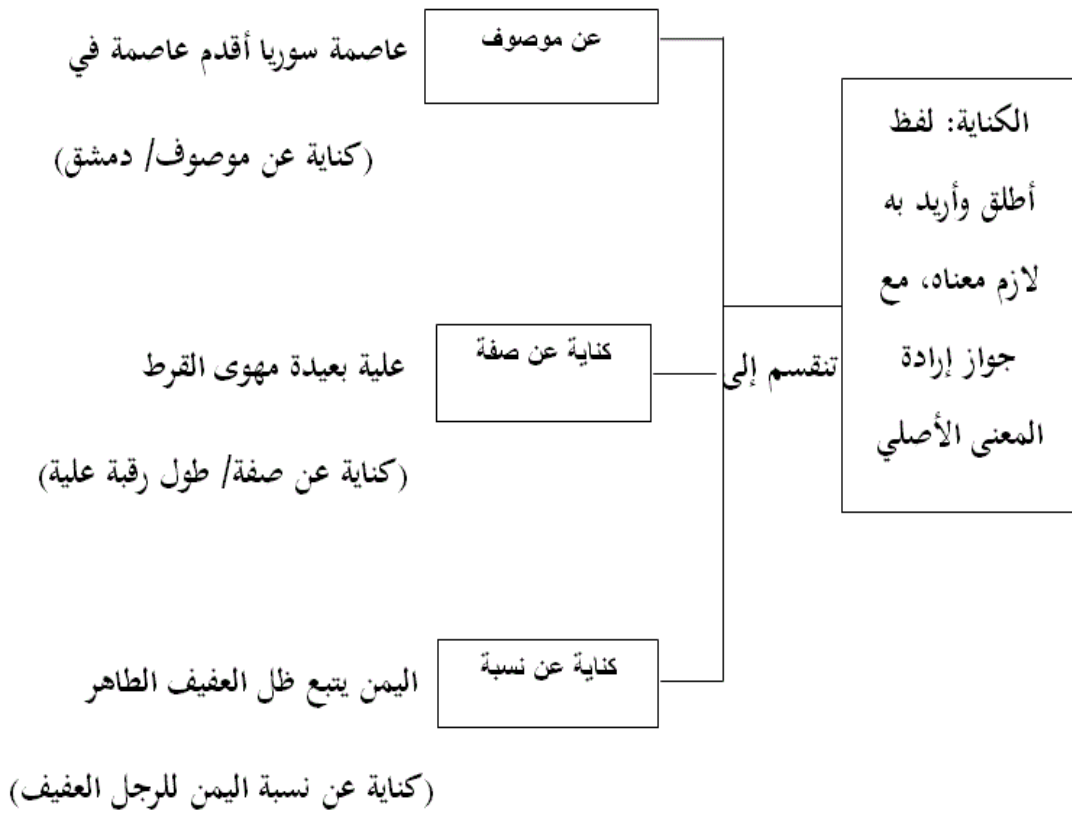 الكناية: لفظ
أطلق وأريد به
لازم معناه، مع
جواز إرادة
المعنى الأصلي
تنقسم إلى
عن موصوف
عاصمة سوريا أقدم عاصمة في
(كناية عن موصوف/ دمشق)
كناية عن صفة
علية بعيدة مهوى القرط
(كناية عن صفة/ طول رقبة علية)
كناية عن نسبة
اليمن يتبع ظل العفيف الطاهر
(كناية عن نسبة اليمن للرجل العفيف)